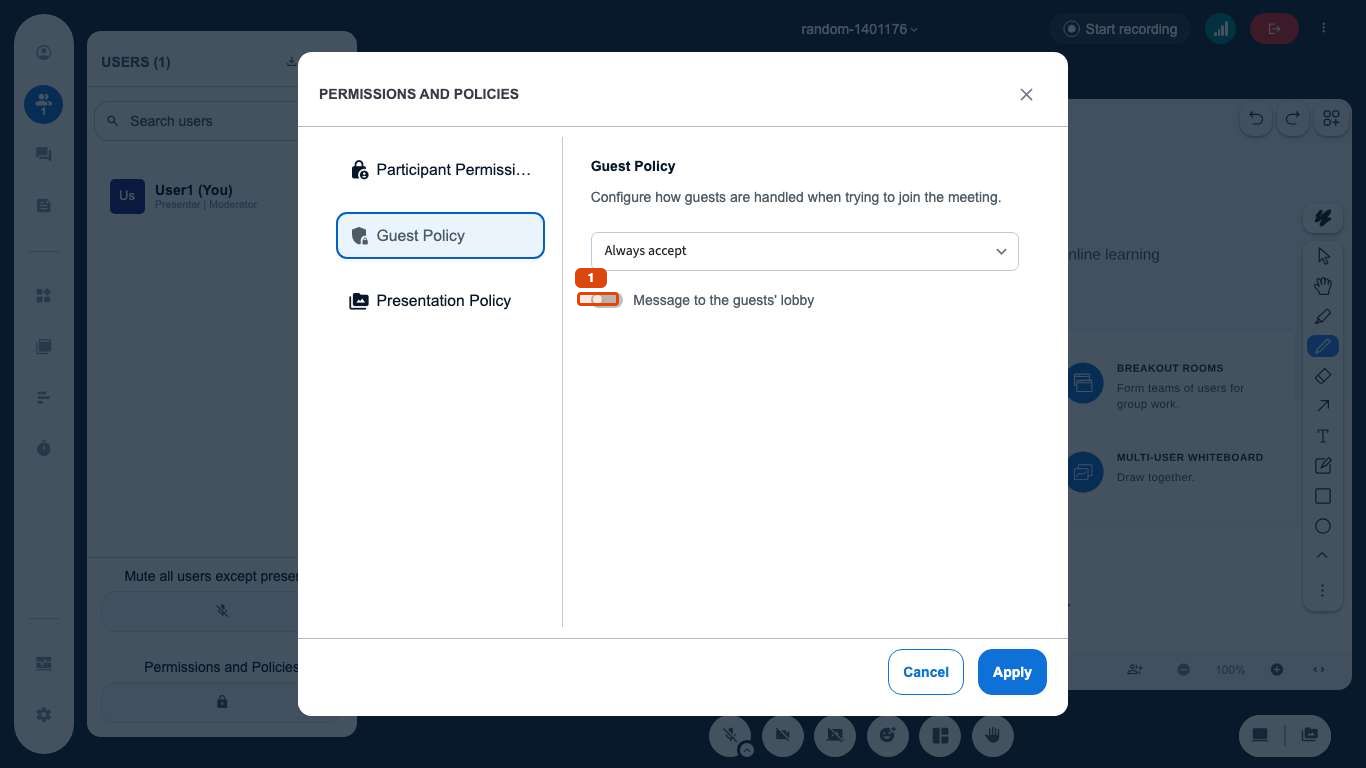 random-1401176
Start recording
USERS (1)
1
Search users
Us
User1 (You)
Presenter | Moderator
Mute all users except presen
Permissions and Policies
PERMISSIONS AND POLICIES
Participant Permissi...
Guest Policy
Presentation Policy
Guest Policy
Configure how guests are handled when trying to join the meeting.
Always accept
1
Message to the guests' lobby
Cancel
Apply
nline learning
BREAKOUT ROOMS
Form teams of users for
group work.
MULTI-USER WHITEBOARD
Draw together.
100%